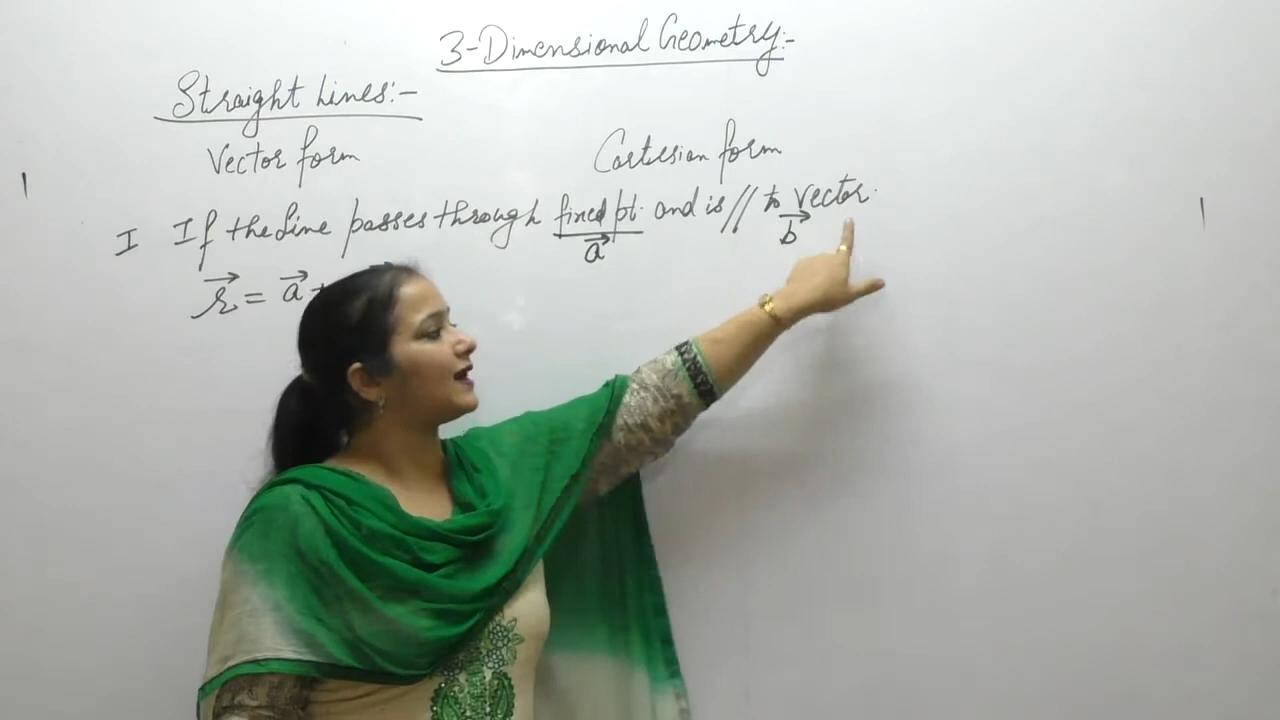 3-Dimensional Geometry:-
Straight Lines:-
Vector form Cartesian form
I If the line passes through fixed pt. and is // to vector.
a⃗ b⃗
r⃗ = a⃗ +